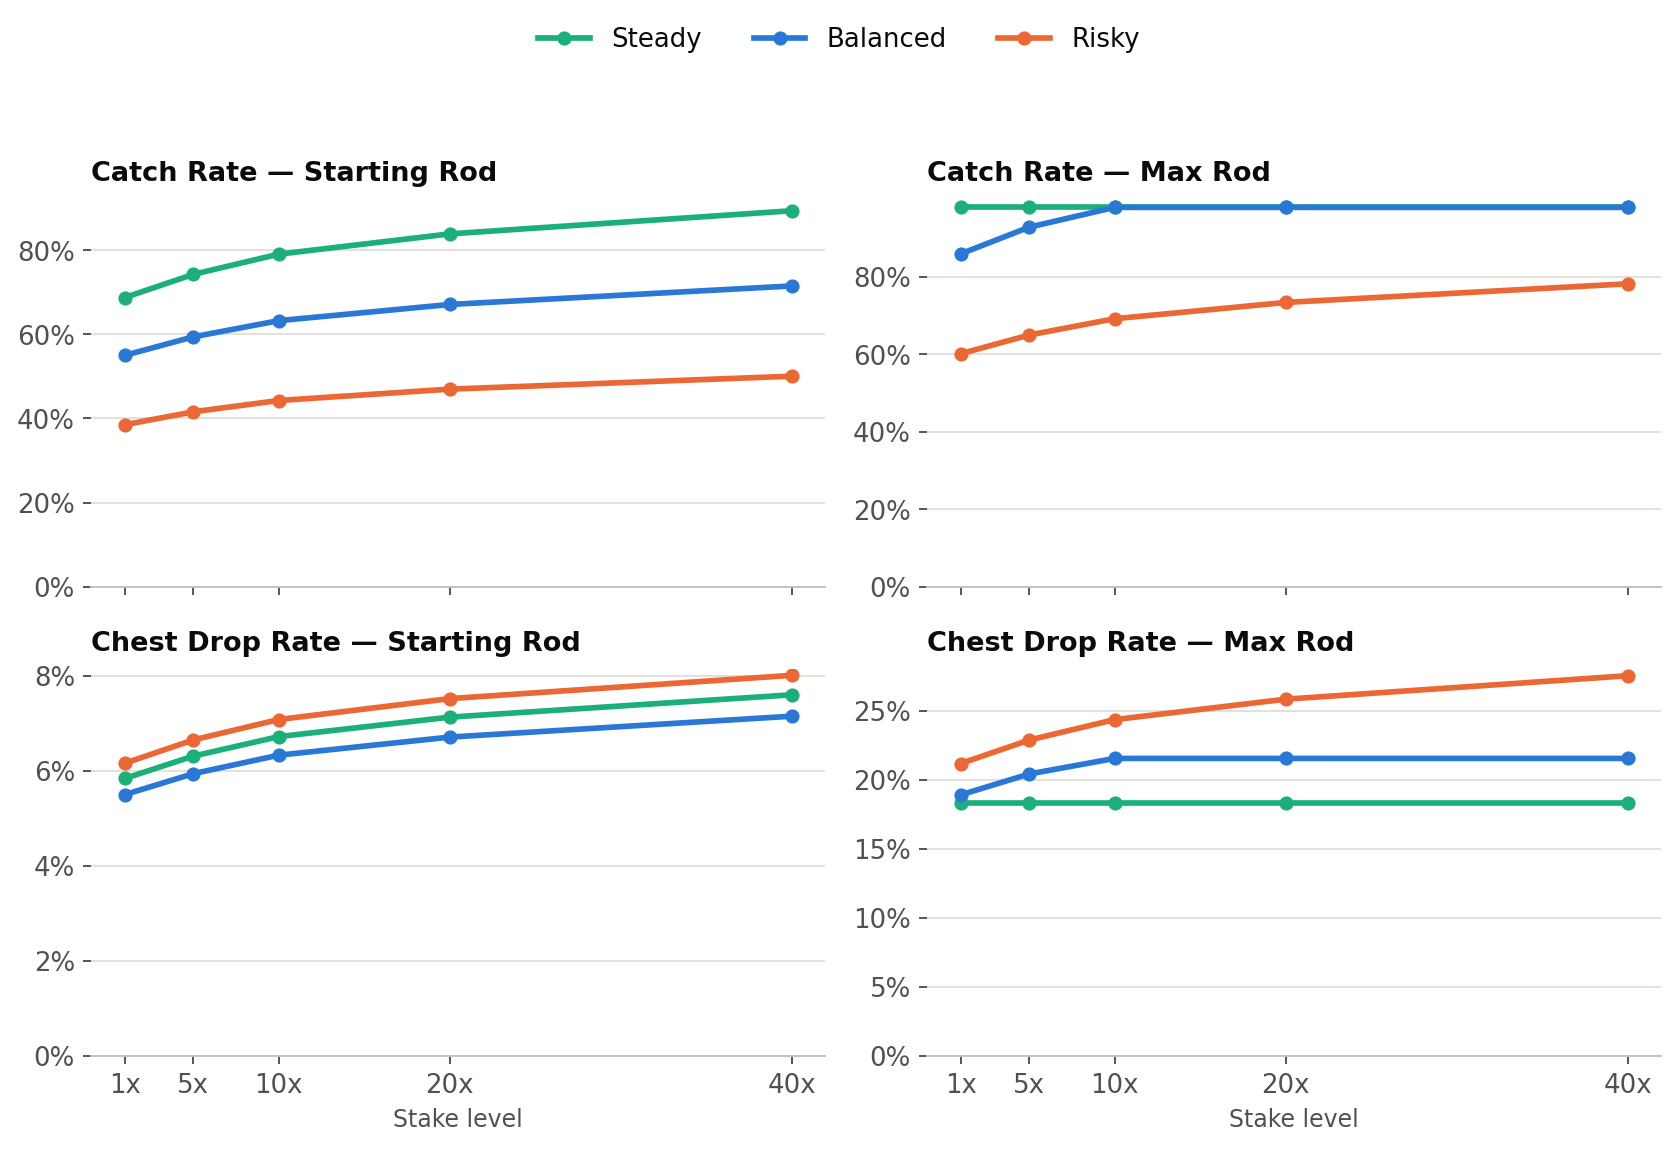 Steady Balanced Risky
Catch Rate — Starting Rod
80%
60%
40%
20%
0%
Catch Rate — Max Rod
80%
60%
40%
20%
0%
Chest Drop Rate — Starting Rod
8%
6%
4%
2%
0%
1x 5x 10x 20x 40x
Stake level
Chest Drop Rate — Max Rod
25%
20%
15%
10%
5%
0%
1x 5x 10x 20x 40x
Stake level